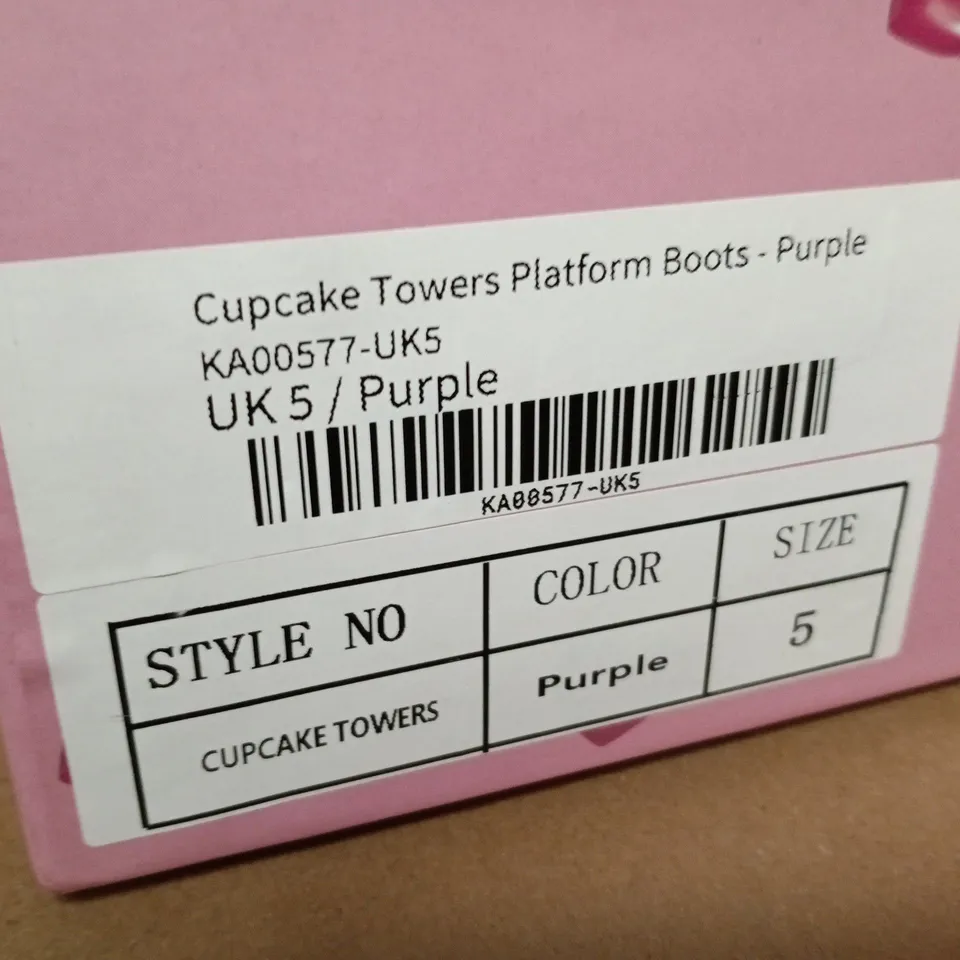 Cupcake Towers Platform Boots - Purple
KA00577-UK5
UK 5 / Purple
KA00577-UK5
STYLE NO COLOR SIZE
CUPCAKE TOWERS Purple 5